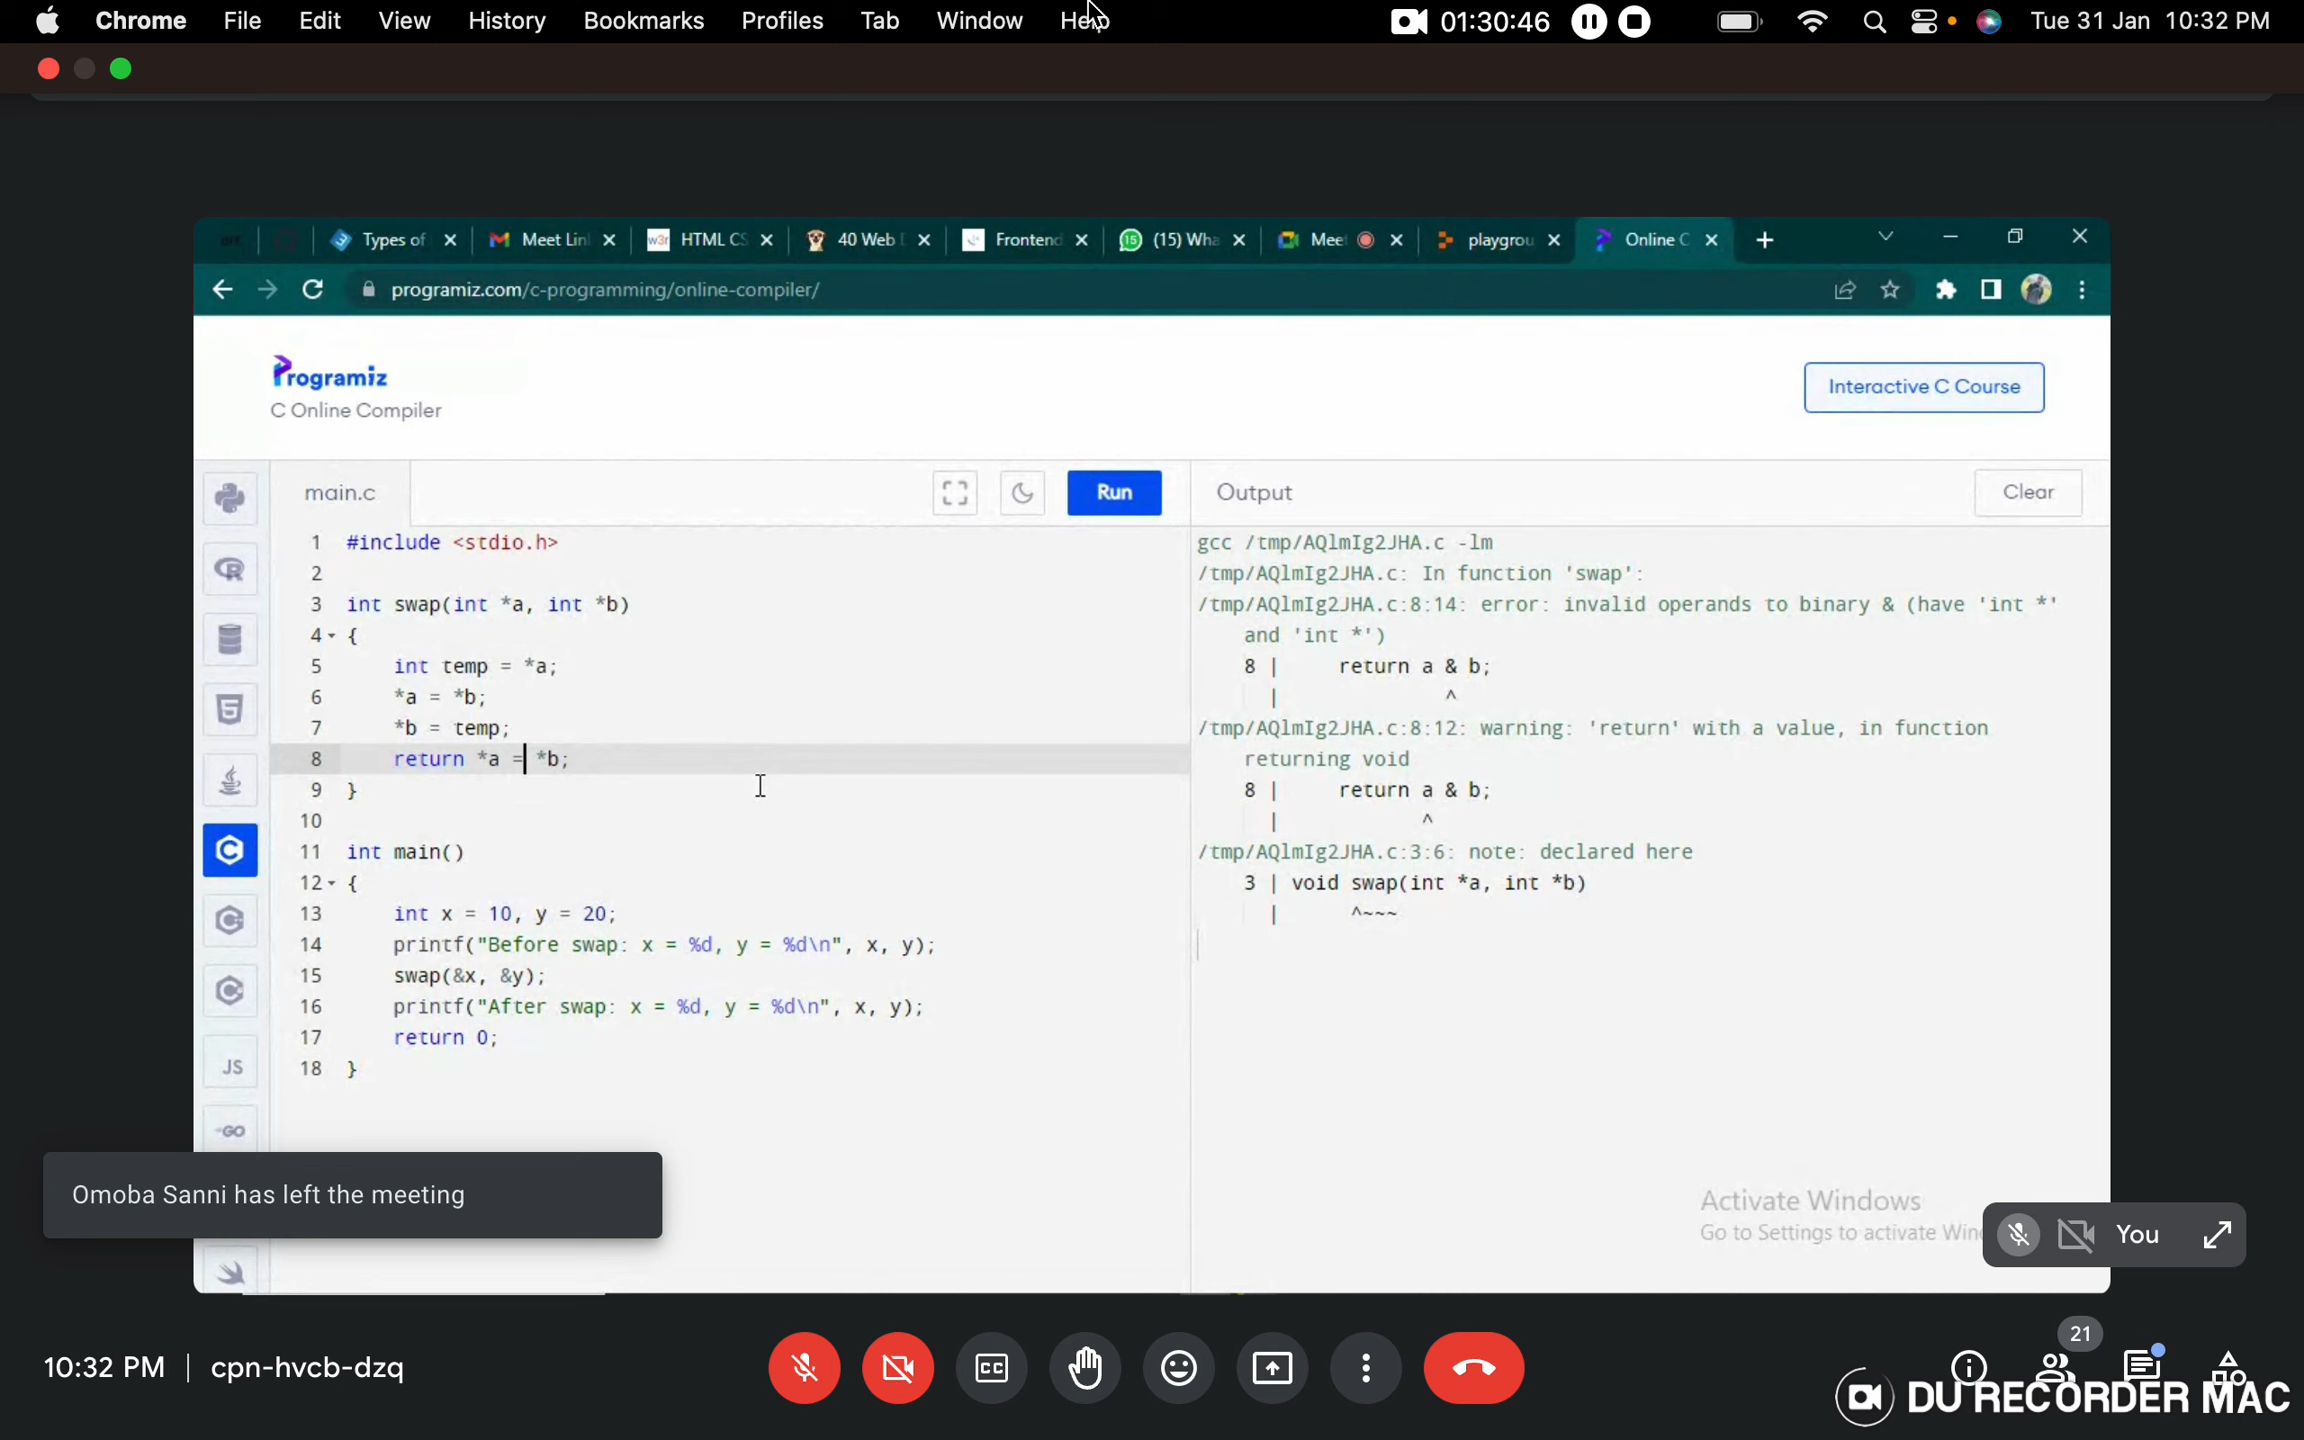 Chrome File Edit View History Bookmarks Profiles Tab Window Help 01:30:46 Tue 31 Jan 10:32 PM
Types of Meet Lin HTML CS 40 Web Frontend (15) Wha Mee playgrou Online C
programiz.com/c-programming/online-compiler/
Programiz
C Online Compiler
Interactive C Course
main.c
Run
Output
Clear
1 #include <stdio.h>
2
3 int swap(int *a, int *b)
4 {
5 int temp = *a;
6 *a = *b;
7 *b = temp;
8 return *a = *b;
9 }
10
11 int main()
12 {
13 int x = 10, y = 20;
14 printf("Before swap: x = %d, y = %d\n", x, y);
15 swap(&x, &y);
16 printf("After swap: x = %d, y = %d\n", x, y);
17 return 0;
18 }
gcc /tmp/AQlmIg2JHA.c -lm
/tmp/AQlmIg2JHA.c: In function 'swap':
/tmp/AQlmIg2JHA.c:8:14: error: invalid operands to binary & (have 'int *'
and 'int *')
8 | return a & b;
| ^
/tmp/AQlmIg2JHA.c:8:12: warning: 'return' with a value, in function
returning void
8 | return a & b;
| ^
/tmp/AQlmIg2JHA.c:3:6: note: declared here
3 | void swap(int *a, int *b)
| ^~~~
JS
GO
Omoba Sanni has left the meeting
Activate Windows
Go to Settings to activate Win
You
10:32 PM | cpn-hvcb-dzq
CC
21
DU RECORDER MAC